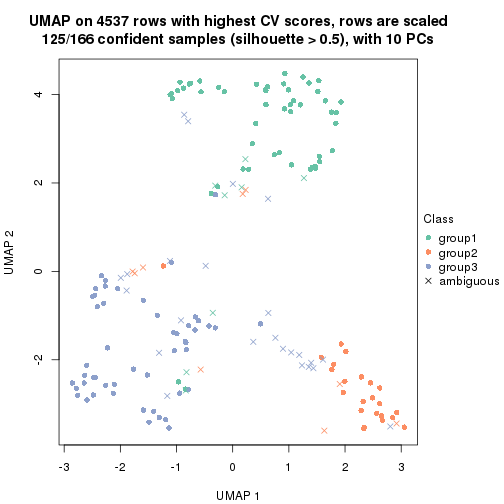 UMAP on 4537 rows with highest CV scores, rows are scaled
125/166 confident samples (silhouette > 0.5), with 10 PCs
4
2
0
-2
UMAP 2
-3
-2
-1
0
1
2
3
UMAP 1
Class
group1
group2
group3
ambiguous